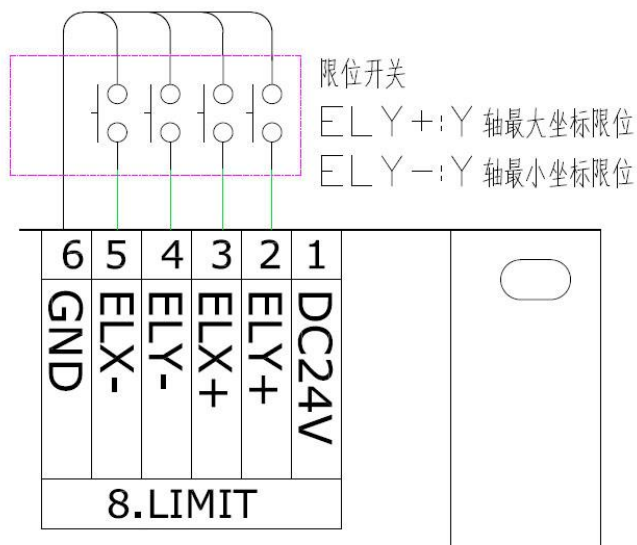 限位开关
ELY+:Y 轴最大坐标限位
ELY-:Y 轴最小坐标限位
6 5 4 3 2 1
GND
ELX-
ELY-
ELX+
ELY+
DC24V
8.LIMIT